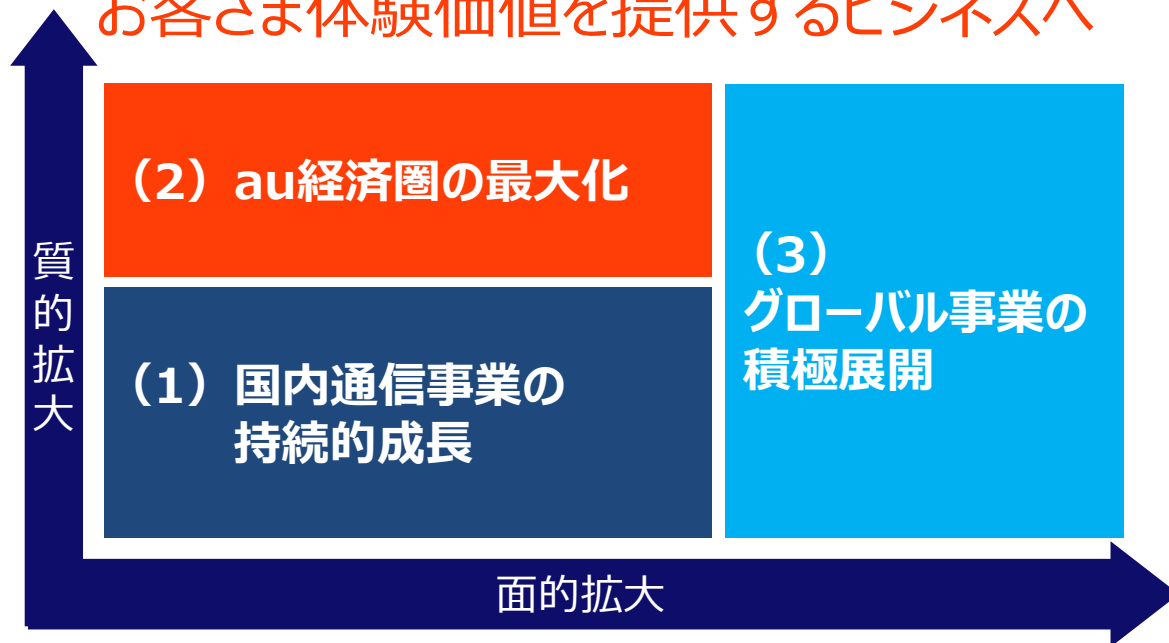 お客さま体験価値を提供するビジネスへ
（2）au経済圏の最大化
（3）
グローバル事業の
積極展開
（1）国内通信事業の
持続的成長
質的拡大
面的拡大